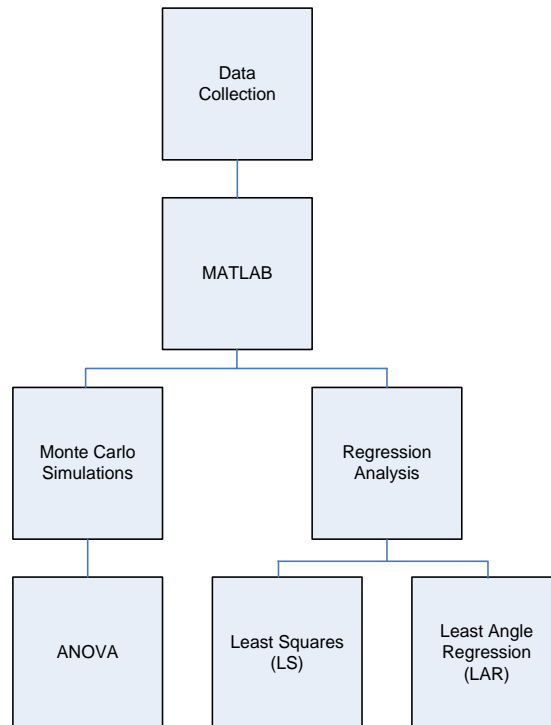 Data
Collection
MATLAB
Monte Carlo
Simulations
Regression
Analysis
ANOVA
Least Squares
(LS)
Least Angle
Regression
(LAR)